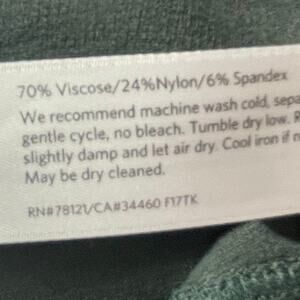 70% Viscose/24%Nylon/6% Spandex
We recommend machine wash cold,
gentle cycle, no bleach. Tumble dry low.
slightly damp and let air dry. Cool iron if
May be dry cleaned.
RN#78121/CA#34460 F17TK